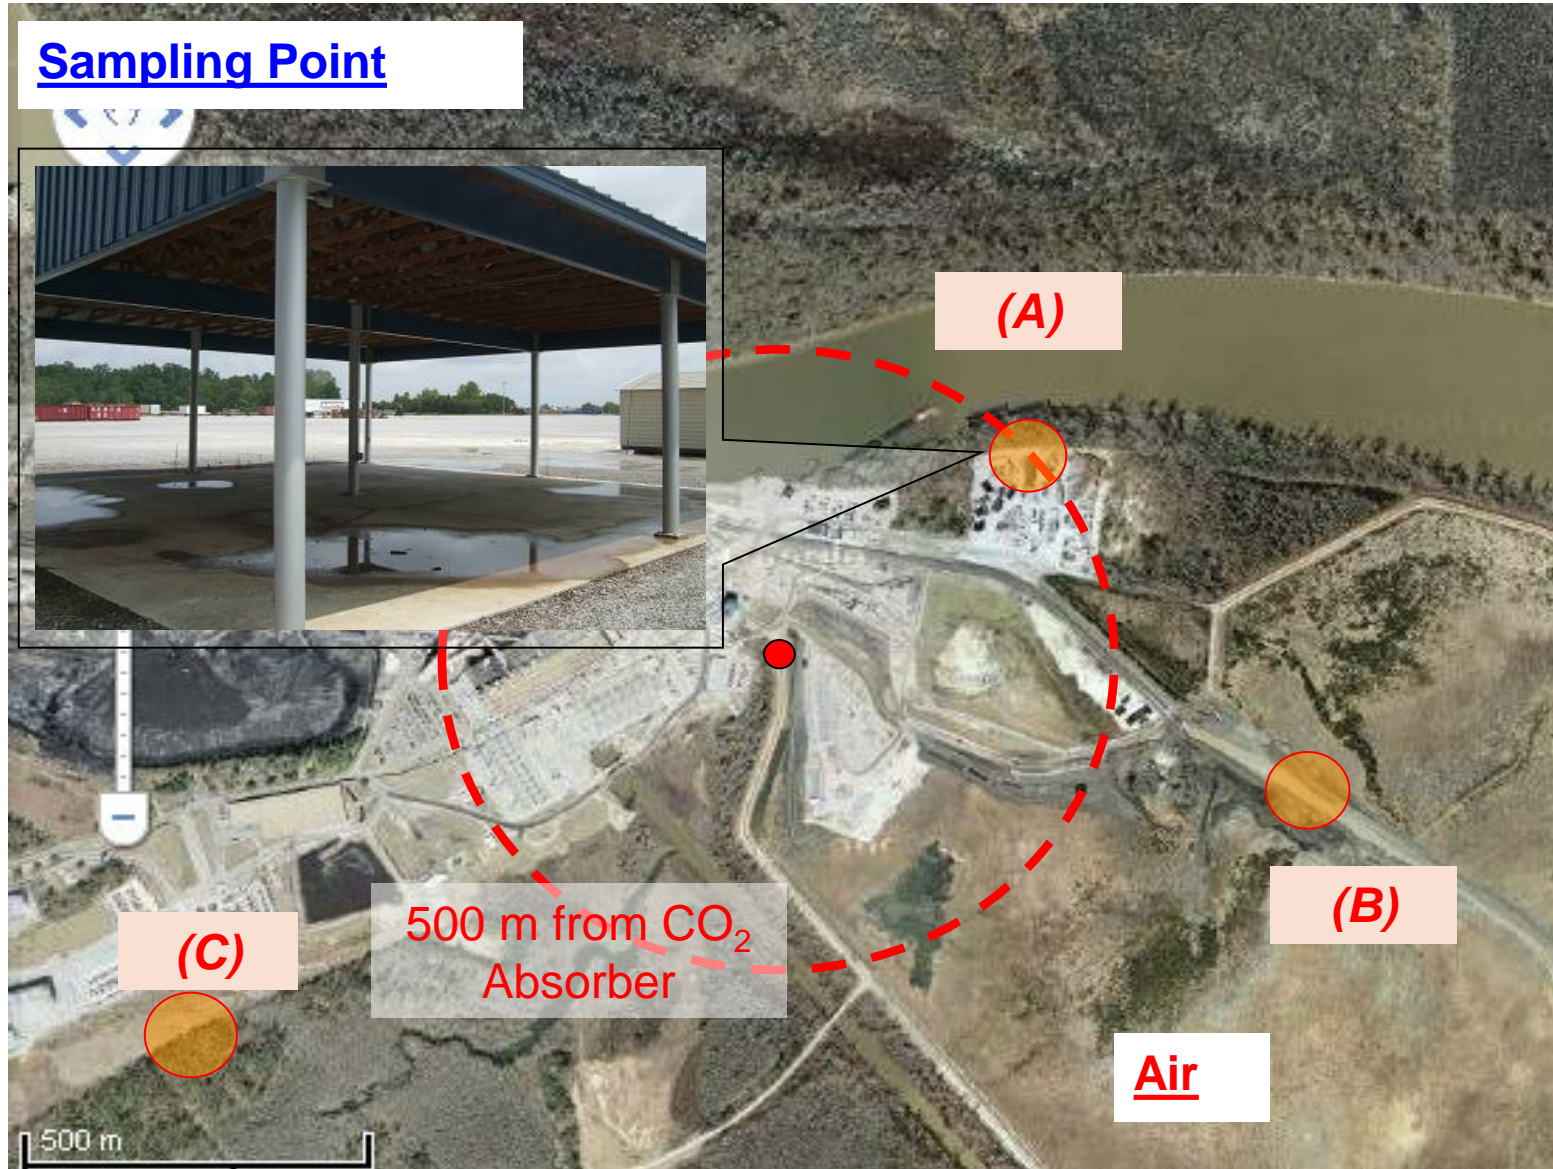 Sampling Point
(A)
(B)
(C)
500 m from CO₂
Absorber
Air
500 m